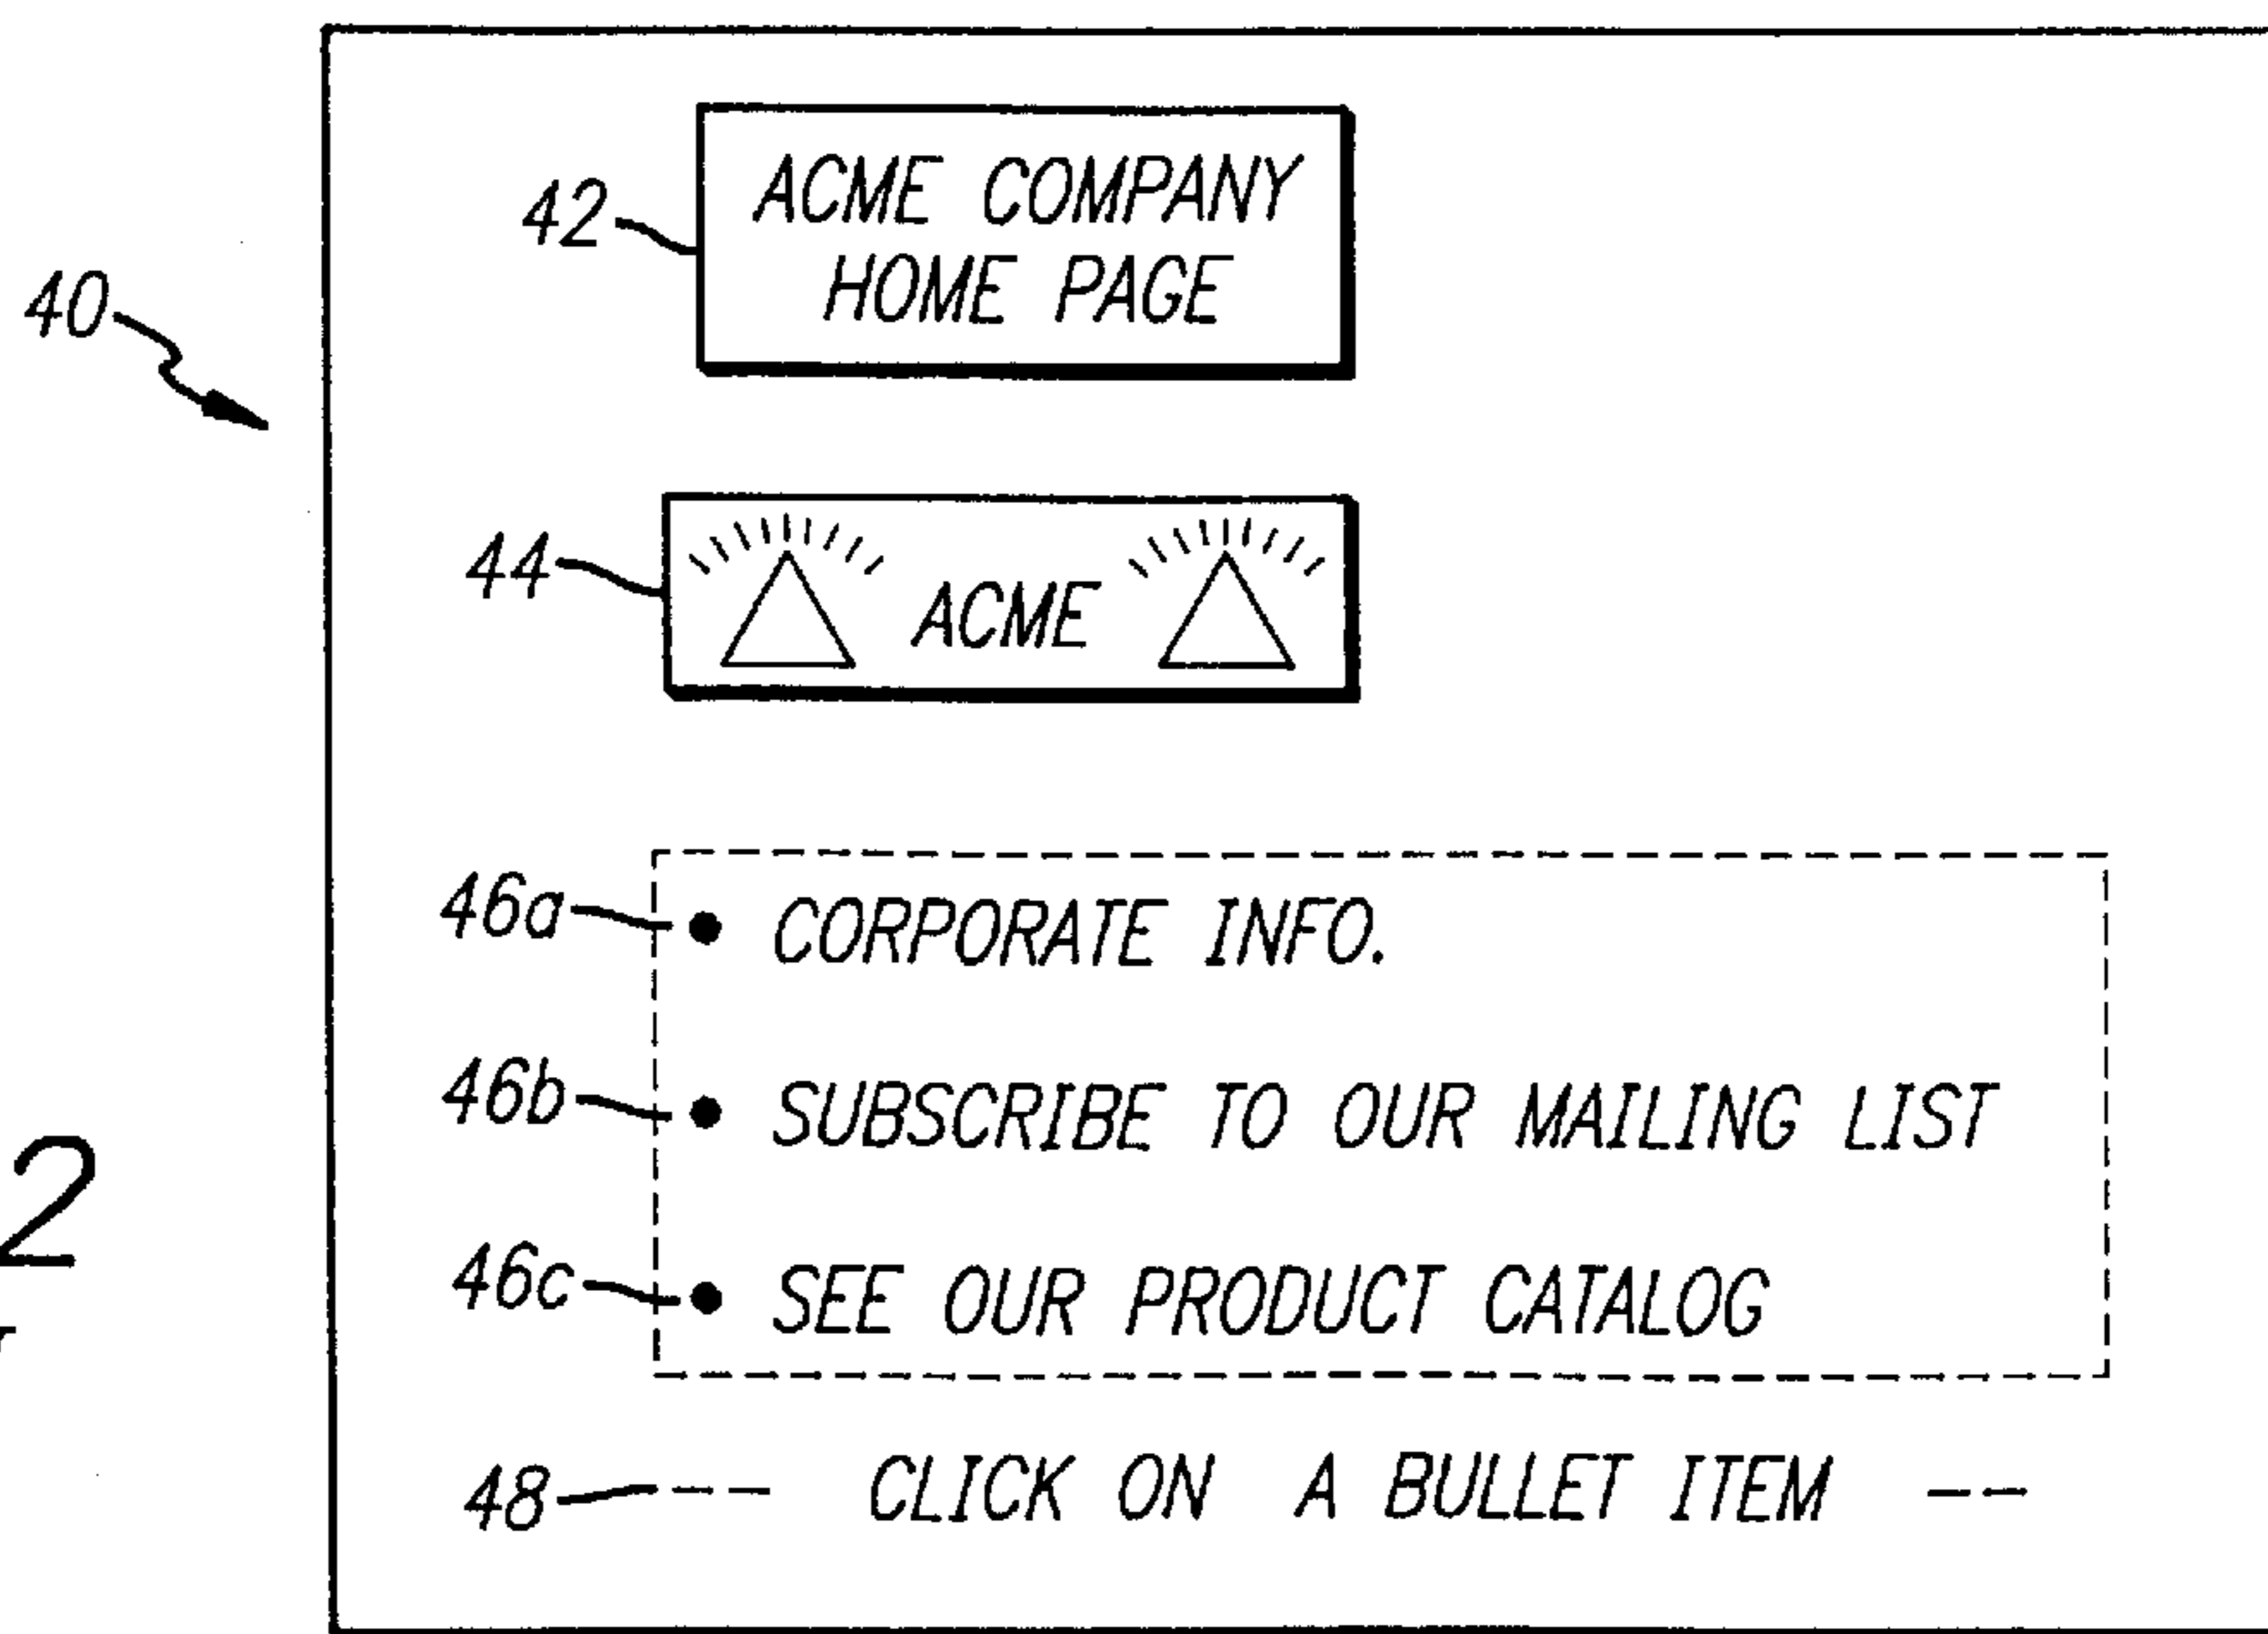 42
ACME COMPANY
HOME PAGE
40
44
ACME
46a
• CORPORATE INFO.
46b
• SUBSCRIBE TO OUR MAILING LIST
2
46c
• SEE OUR PRODUCT CATALOG
48
-- CLICK ON A BULLET ITEM --